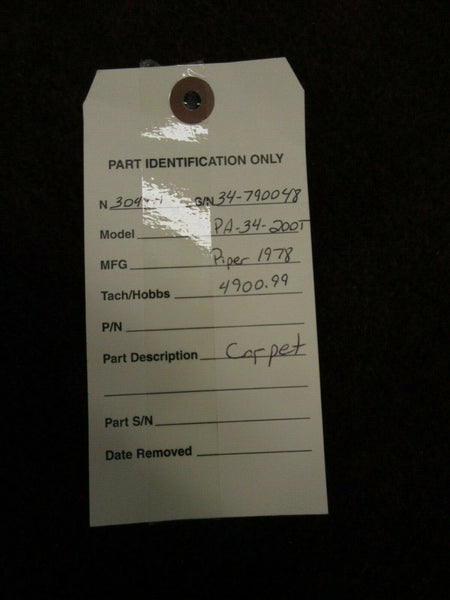 PART IDENTIFICATION ONLY
N S/N 34-790048
Model PA-34-200T
MFG Piper 1978
Tach/Hobbs 4900.99
P/N
Part Description Carpet
Part S/N
Date Removed